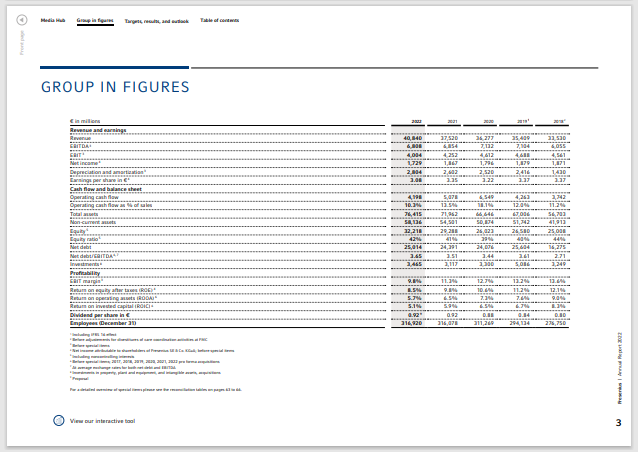 Media Hub Group in figures Targets, results, and outlook Table of contents
GROUP IN FIGURES
€ in millions 2022 2021 2020 2019¹ 2018²
Revenue and earnings
Revenue 40,840 37,520 36,277 35,409 33,530
EBITDA³ 6,808 6,854 7,132 7,104 6,055
EBIT³ 4,004 4,252 4,612 4,688 4,561
Net income⁴ 1,729 1,867 1,796 1,879 1,871
Depreciation and amortization³ 2,804 2,602 2,520 2,416 1,430
Earnings per share in €⁴ 3.08 3.35 3.22 3.37 3.37
Cash flow and balance sheet
Operating cash flow 4,198 5,078 6,549 4,263 3,742
Operating cash flow as % of sales 10.3% 13.5% 18.1% 12.0% 11.2%
Total assets 76,415 71,962 66,646 67,006 56,703
Non-current assets 58,136 54,501 50,874 51,742 41,913
Equity⁵ 32,218 29,288 26,023 26,580 25,008
Equity ratio⁵ 42% 41% 39% 40% 44%
Net debt 25,014 24,391 24,076 25,604 16,275
Net debt/EBITDA⁶,⁷ 3.65 3.51 3.44 3.61 2.71
Investments⁸ 3,465 3,117 3,300 5,086 3,249
Profitability
EBIT margin³ 9.8% 11.3% 12.7% 13.2% 13.6%
Return on equity after taxes (ROE)⁴ 8.5% 9.8% 10.6% 11.2% 12.1%
Return on operating assets (ROOA)⁶ 5.7% 6.5% 7.3% 7.6% 9.0%
Return on invested capital (ROIC)⁶ 5.1% 5.9% 6.5% 6.7% 8.3%
Dividend per share in € 0.92⁹ 0.92 0.88 0.84 0.80
Employees (December 31) 316,920 316,078 311,269 294,134 276,750
¹ Including IFRS 16 effect
² Before adjustments for divestitures of care coordination activities at FMC
³ Before special items
⁴ Net income attributable to shareholders of Fresenius SE & Co. KGaA; before special items
⁵ Including noncontrolling interests
⁶ Before special items; 2017, 2018, 2019, 2020, 2021, 2022 pro forma acquisitions
⁷ At average exchange rates for both net debt and EBITDA
⁸ Investments in property, plant and equipment, and intangible assets, acquisitions
⁹ Proposal
For a detailed overview of special items please see the reconciliation tables on pages 63 to 66.
View our interactive tool
Fresenius | Annual Report 2022
3